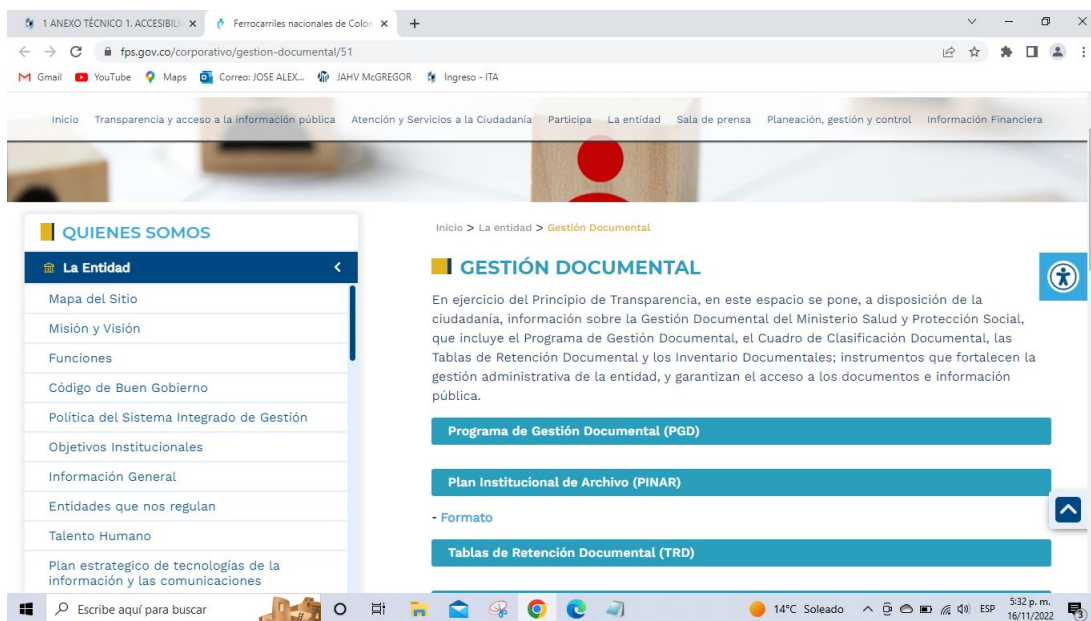 1 ANEXO TÉCNICO 1. ACCESIBILI
Ferrocarriles nacionales de Colom
fps.gov.co/corporativo/gestion-documental/51
Gmail YouTube Maps Correo: JOSE ALEX... JAHV McGREGOR Ingreso - ITA
Inicio Transparencia y acceso a la información pública Atención y Servicios a la Ciudadanía Participa La entidad Sala de prensa Planeación, gestión y control Información Financiera
QUIENES SOMOS
La Entidad
Mapa del Sitio
Misión y Visión
Funciones
Código de Buen Gobierno
Política del Sistema Integrado de Gestión
Objetivos Institucionales
Información General
Entidades que nos regulan
Talento Humano
Plan estrategico de tecnologías de la
información y las comunicaciones
Inicio > La entidad > Gestión Documental
GESTIÓN DOCUMENTAL
En ejercicio del Principio de Transparencia, en este espacio se pone, a disposición de la
ciudadanía, información sobre la Gestión Documental del Ministerio Salud y Protección Social,
que incluye el Programa de Gestión Documental, el Cuadro de Clasificación Documental, las
Tablas de Retención Documental y los Inventario Documentales; instrumentos que fortalecen la
gestión administrativa de la entidad, y garantizan el acceso a los documentos e información
pública.
Programa de Gestión Documental (PGD)
Plan Institucional de Archivo (PINAR)
- Formato
Tablas de Retención Documental (TRD)
Escribe aquí para buscar
14°C Soleado
ESP
5:32 p. m.
16/11/2022
3